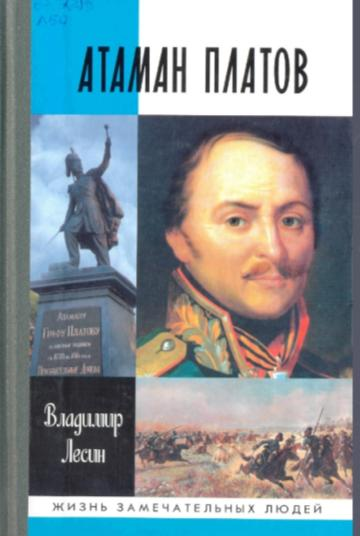 АТАМАН ПЛАТОВ
АТАМАНУ
ГРАФУ ПЛАТОВУ
Владимир
Лесин
ЖИЗНЬ ЗАМЕЧАТЕЛЬНЫХ ЛЮДЕЙ